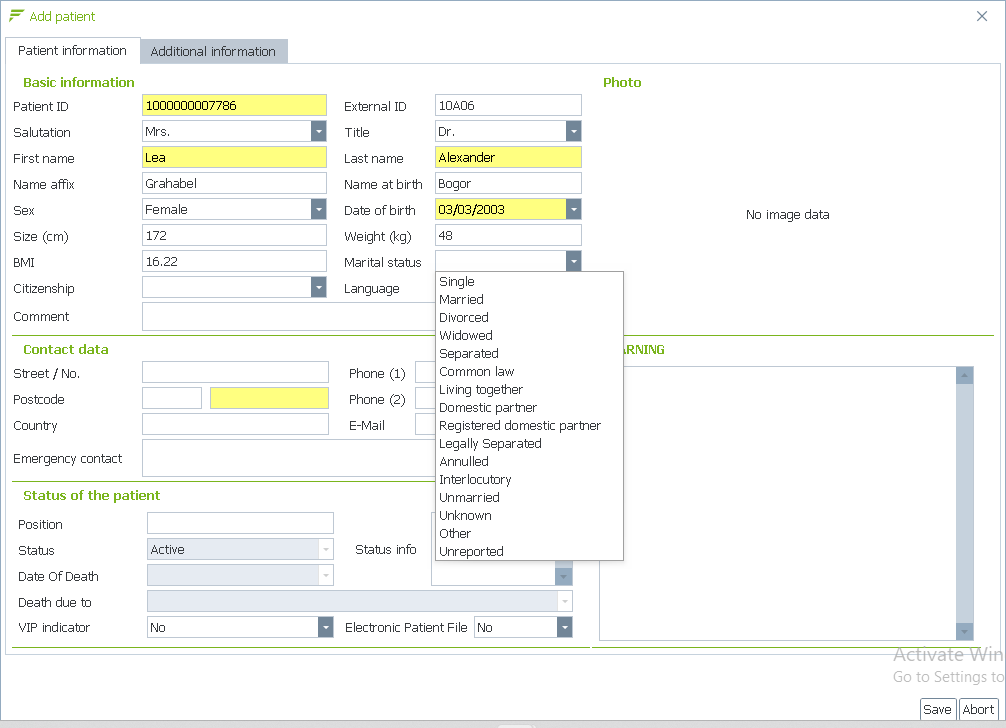 Add patient
Patient information Additional information
Basic information Photo
Patient ID 1000000007786 External ID 10A06
Salutation Mrs. Title Dr.
First name Lea Last name Alexander
Name affix Grahabel Name at birth Bogor
Sex Female Date of birth 03/03/2003
No image data
Size (cm) 172 Weight (kg) 48
BMI 16.22 Marital status
Citizenship Language
Comment
Single
Married
Divorced
Widowed
Separated
Common law
Living together
Domestic partner
Registered domestic partner
Legally Separated
Annulled
Interlocutory
Unmarried
Unknown
Other
Unreported
Contact data ARNING
Street / No. Phone (1)
Postcode Phone (2)
Country E-Mail
Emergency contact
Status of the patient
Position
Status Active Status info
Date Of Death
Death due to
VIP indicator No Electronic Patient File No
Activate Win
Go to Settings to
Save Abort